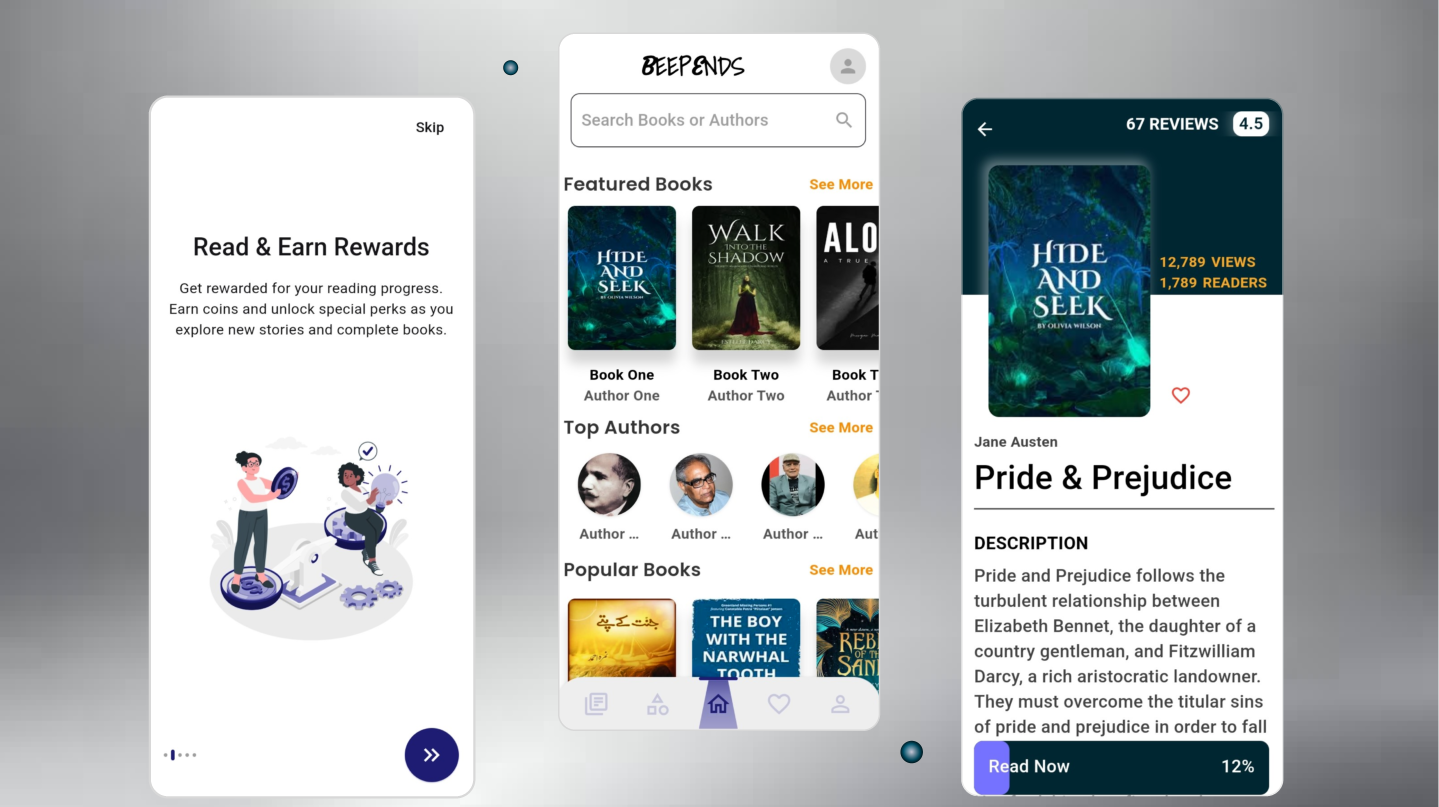 Skip
Read & Earn Rewards
Get rewarded for your reading progress.
Earn coins and unlock special perks as you
explore new stories and complete books.
BEEPENDS
Search Books or Authors
Featured Books
See More
HIDE
AND
SEEK
BY OLIVIA WILSON
WALK
INTO THE
SHADOW
ESTELLE DARCY
ALO
A TRUE
Book One
Book Two
Book T
Author One
Author Two
Author
Top Authors
See More
Author ...
Author ...
Author ...
Aut
Popular Books
See More
جنت کے پتے
THE BOY
WITH THE
NARWHAL
TOOTH
REBE
OF THE
SAN
67 REVIEWS
4.5
HIDE
AND
SEEK
BY OLIVIA WILSON
12,789 VIEWS
1,789 READERS
Jane Austen
Pride & Prejudice
DESCRIPTION
Pride and Prejudice follows the
turbulent relationship between
Elizabeth Bennet, the daughter of a
country gentleman, and Fitzwilliam
Darcy, a rich aristocratic landowner.
They must overcome the titular sins
of pride and prejudice in order to fall
Read Now
12%